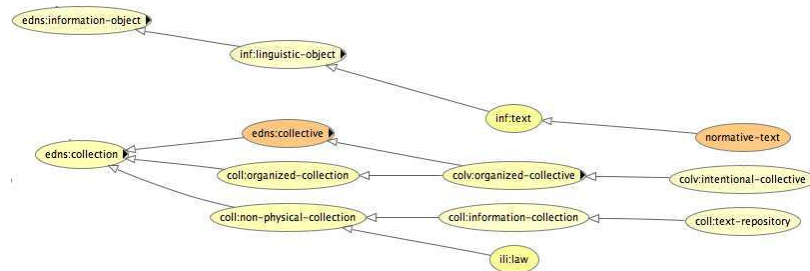 edns:information-object
inf:linguistic-object
inf:text
normative-text
edns:collective
edns:collection
coll:organized-collection
colv:organized-collective
colv:intentional-collective
coll:non-physical-collection
coll:information-collection
coll:text-repository
ili:law